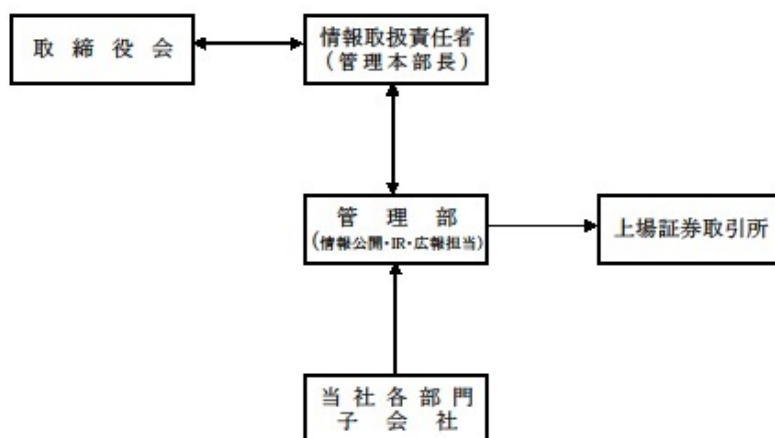 取締役会
情報取扱責任者
(管理本部長)
管理部
(情報公開・IR・広報担当)
上場証券取引所
当社各部門
子会社